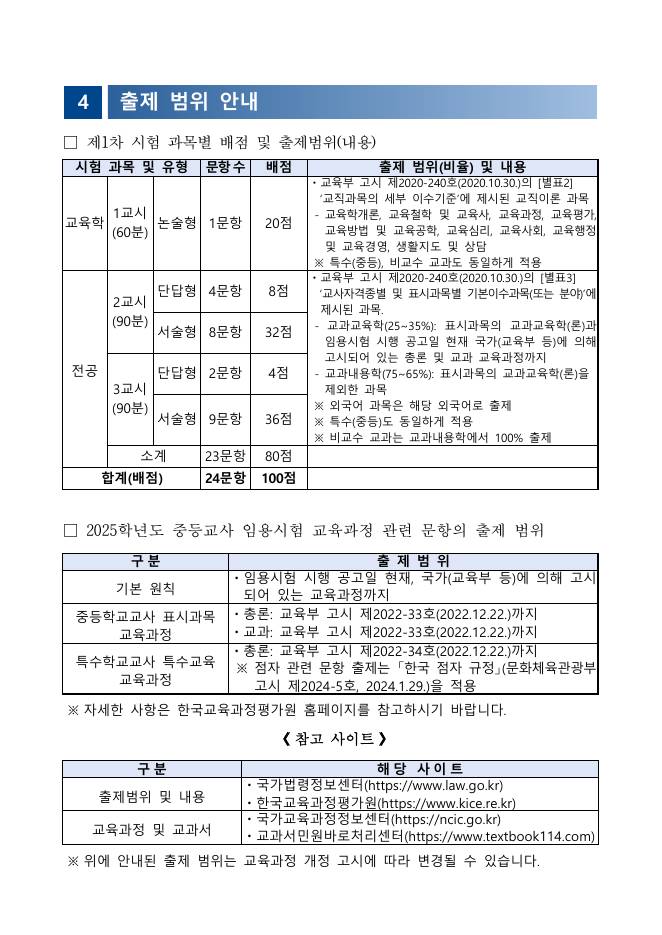 4 출제 범위 안내
□ 제1차 시험 과목별 배점 및 출제범위(내용)
시험 과목 및 유형 문항수 배점 출제 범위(비율) 및 내용
교육학 1교시 (60분) 논술형 1문항 20점
・교육부 고시 제2020-240호(2020.10.30.)의 [별표2]
‘교직과목의 세부 이수기준’에 제시된 교직이론 과목
- 교육학개론, 교육철학 및 교육사, 교육과정, 교육평가,
교육방법 및 교육공학, 교육심리, 교육사회, 교육행정
및 교육경영, 생활지도 및 상담
※ 특수(중등), 비교수 교과도 동일하게 적용
전공
2교시 (90분) 단답형 4문항 8점
서술형 8문항 32점
3교시 (90분) 단답형 2문항 4점
서술형 9문항 36점
・교육부 고시 제2020-240호(2020.10.30.)의 [별표3]
‘교사자격종별 및 표시과목별 기본이수과목(또는 분야)’에
제시된 과목.
- 교과교육학(25~35%): 표시과목의 교과교육학(론)과
임용시험 시행 공고일 현재 국가(교육부 등)에 의해
고시되어 있는 총론 및 교과 교육과정까지
- 교과내용학(75~65%): 표시과목의 교과교육학(론)을
제외한 과목
※ 외국어 과목은 해당 외국어로 출제
※ 특수(중등)도 동일하게 적용
※ 비교수 교과는 교과내용학에서 100% 출제
소계 23문항 80점
합계(배점) 24문항 100점
□ 2025학년도 중등교사 임용시험 교육과정 관련 문항의 출제 범위
구분 출제범위
기본 원칙
・임용시험 시행 공고일 현재, 국가(교육부 등)에 의해 고시
되어 있는 교육과정까지
중등학교교사 표시과목
교육과정
・총론: 교육부 고시 제2022-33호(2022.12.22.)까지
・교과: 교육부 고시 제2022-33호(2022.12.22.)까지
특수학교교사 특수교육
교육과정
・총론: 교육부 고시 제2022-34호(2022.12.22.)까지
※ 점자 관련 문항 출제는 「한국 점자 규정」(문화체육관광부
고시 제2024-5호, 2024.1.29.)을 적용
※ 자세한 사항은 한국교육과정평가원 홈페이지를 참고하시기 바랍니다.
《 참고 사이트 》
구분 해당 사이트
출제범위 및 내용
・국가법령정보센터(https://www.law.go.kr)
・한국교육과정평가원(https://www.kice.re.kr)
교육과정 및 교과서
・국가교육과정정보센터(https://ncic.go.kr)
・교과서민원바로처리센터(https://www.textbook114.com)
※ 위에 안내된 출제 범위는 교육과정 개정 고시에 따라 변경될 수 있습니다.